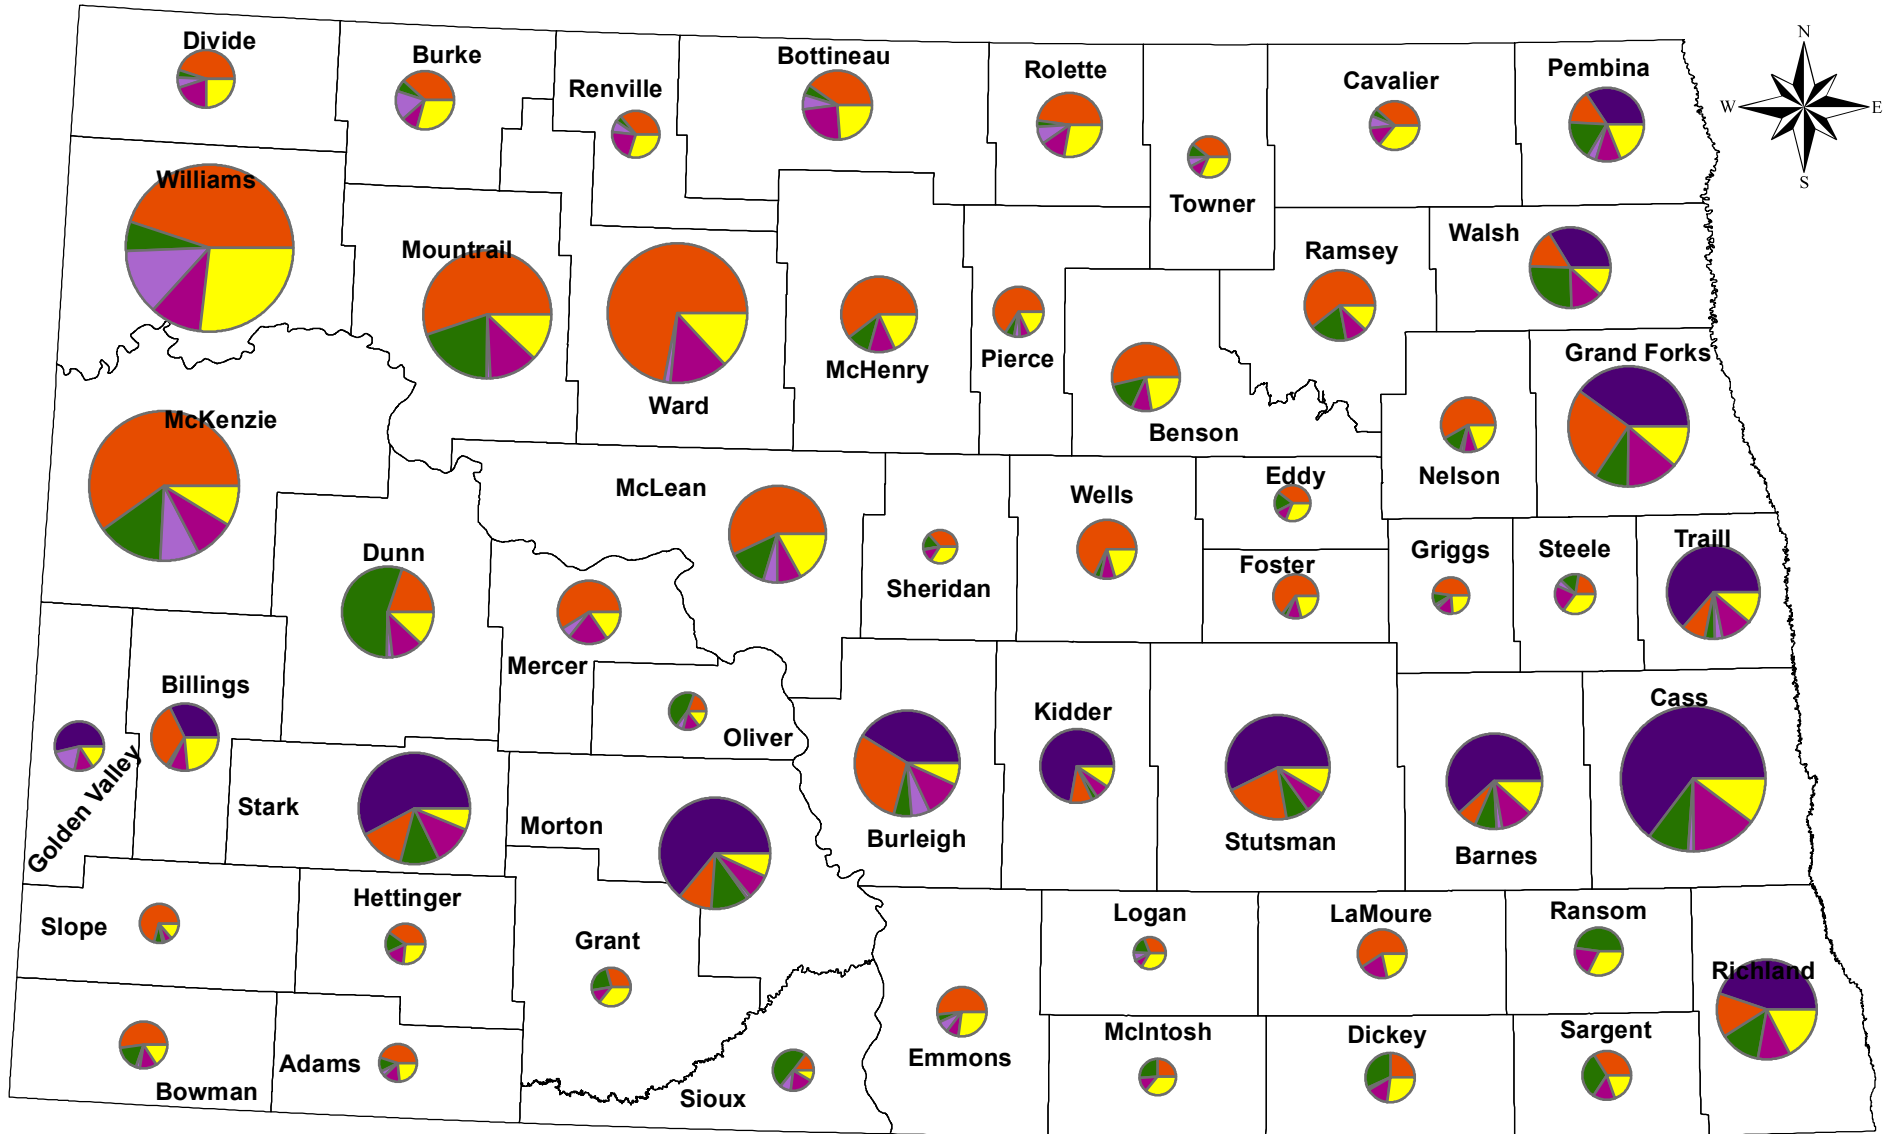 N
W
E
S
Divide
Burke
Renville
Bottineau
Rolette
Towner
Cavalier
Pembina
Williams
Mountrail
Ward
McHenry
Pierce
Benson
Ramsey
Walsh
Grand Forks
Nelson
McKenzie
Dunn
McLean
Mercer
Oliver
Sheridan
Wells
Eddy
Foster
Griggs
Steele
Traill
Golden Valley
Billings
Stark
Morton
Burleigh
Kidder
Stutsman
Barnes
Cass
Slope
Hettinger
Grant
Bowman
Adams
Sioux
Emmons
Logan
LaMoure
Ransom
Richland
McIntosh
Dickey
Sargent